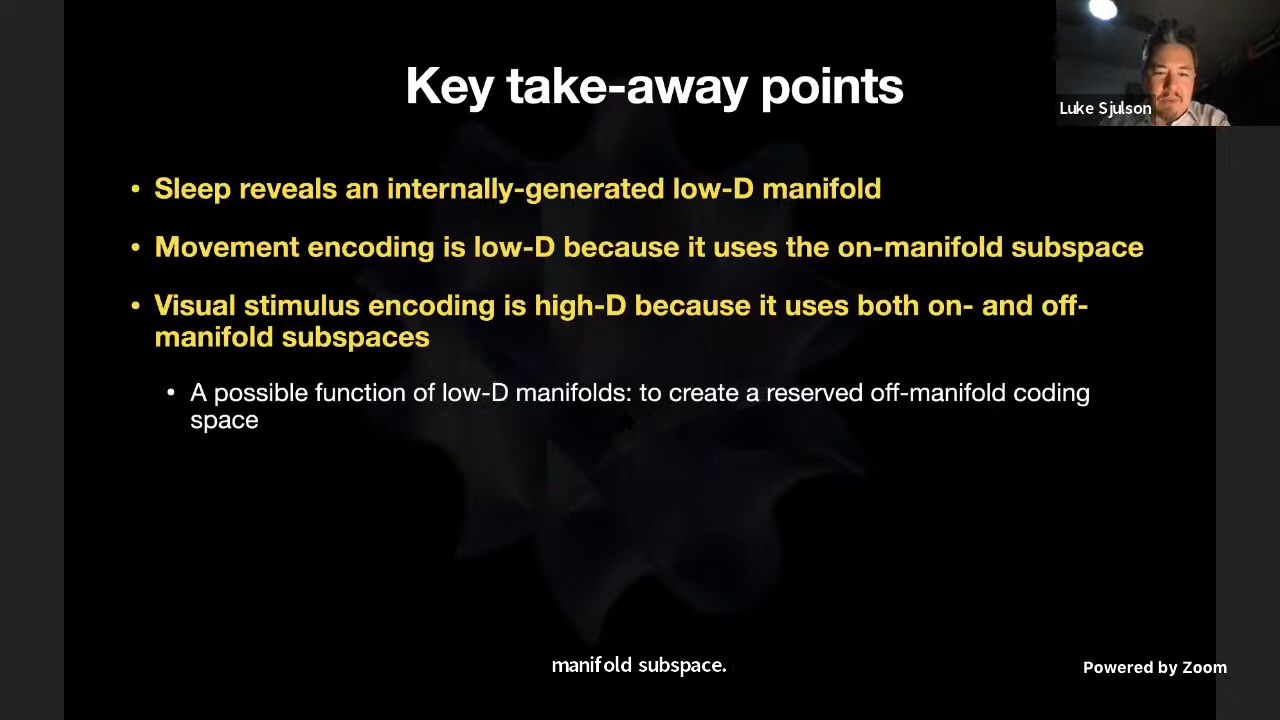 Key take-away points
Luke Sjulson
• Sleep reveals an internally-generated low-D manifold
• Movement encoding is low-D because it uses the on-manifold subspace
• Visual stimulus encoding is high-D because it uses both on- and off-
manifold subspaces
• A possible function of low-D manifolds: to create a reserved off-manifold coding
space
manifold subspace.
Powered by Zoom